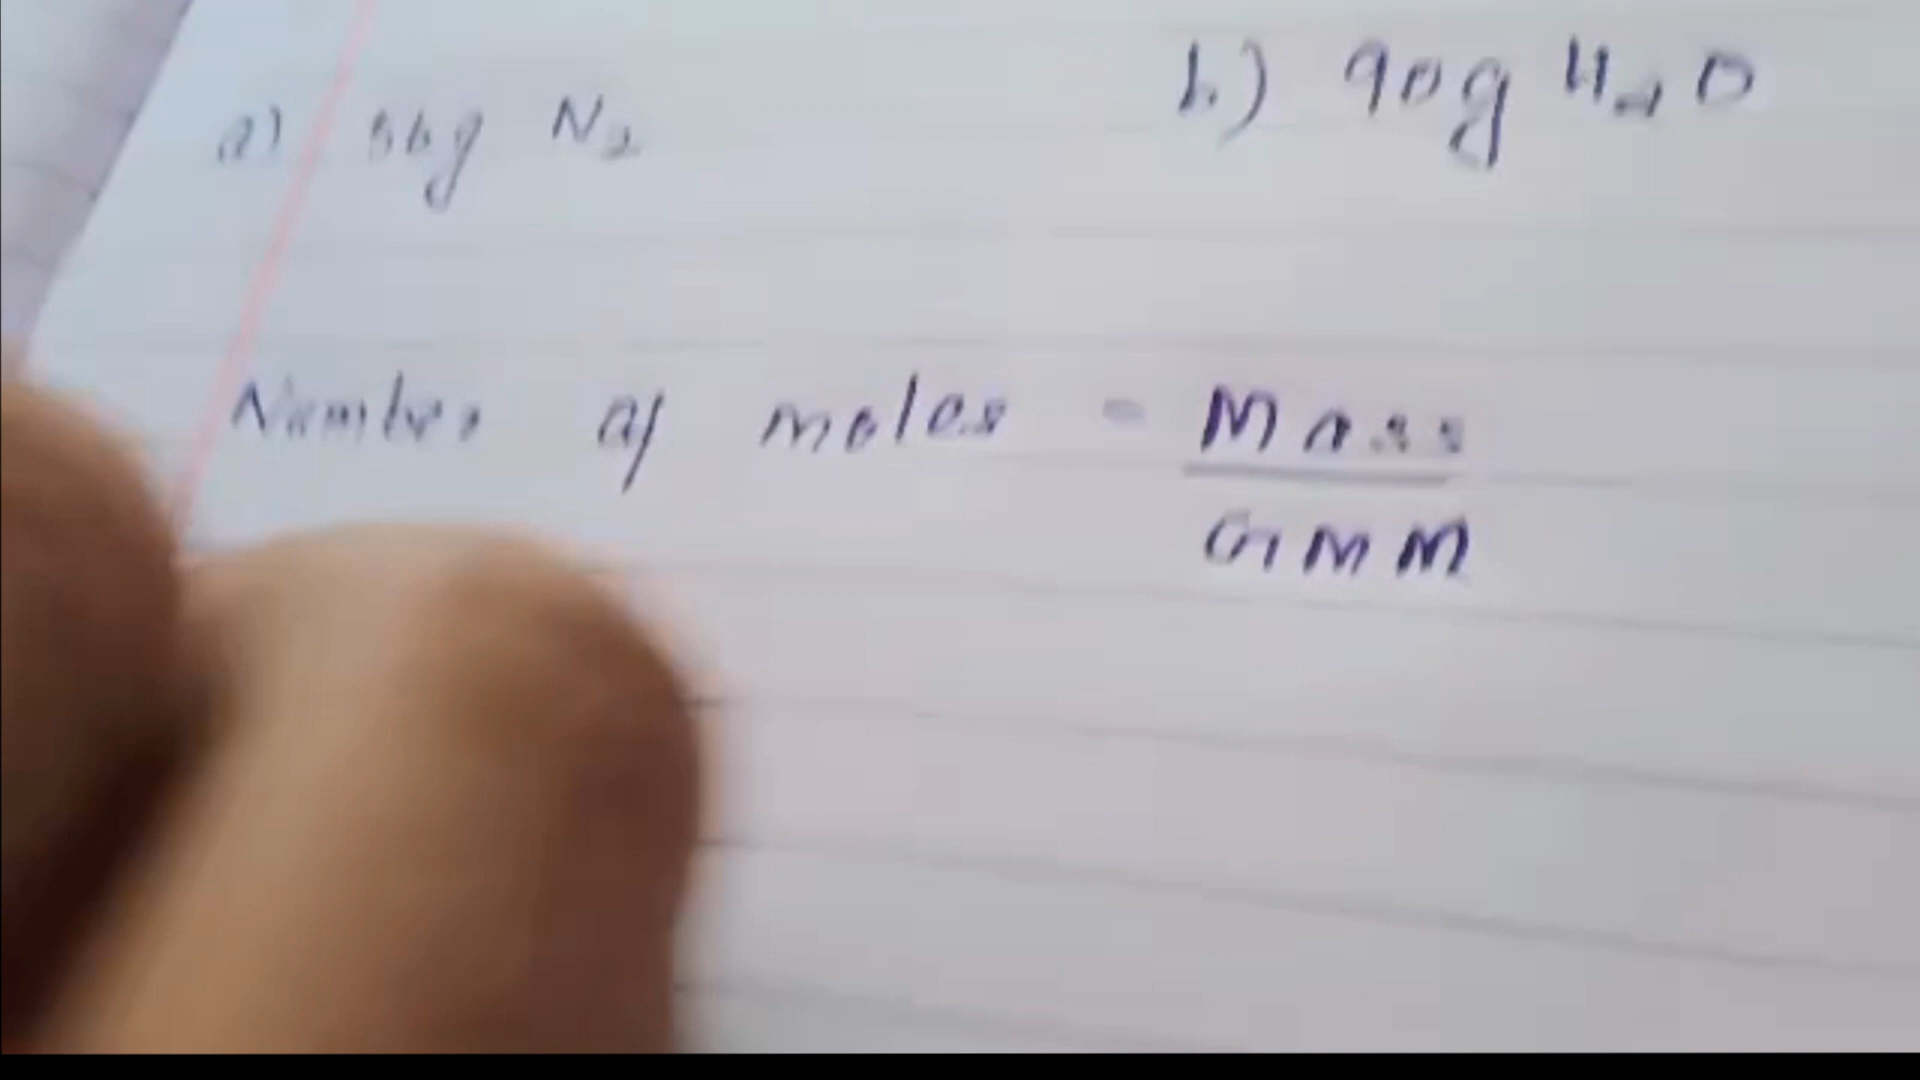 a) 56g N₂
b.) 90g H₂O
Number of moles = Mass
GMM